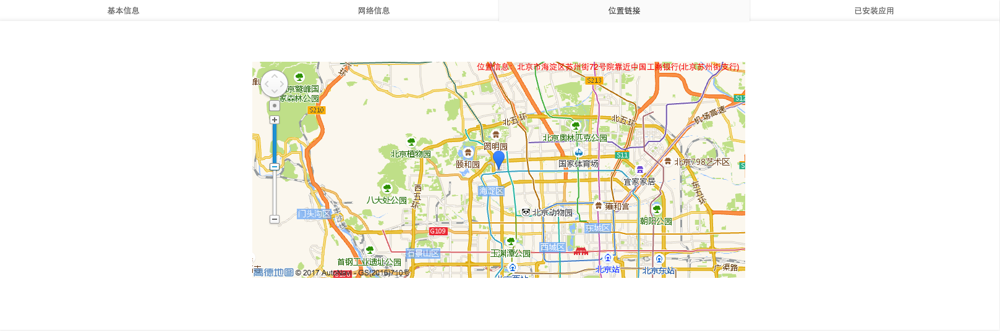 基本信息
网络信息
位置链接
已安装应用
位置信息：北京市海淀区苏州街72号院靠近中国工商银行(北京苏州街支行)
五环
S213
京鹫峰国
家森林公园
S210
S12
机场高速
北五环
北五环
北京奥林匹克公园
圆明园
北京植物园
颐和园
国家体育场
S11
北京798艺术区
宜家家居
海淀区
西五环
八大处公园
东五环
门头沟区
丰沙线
北京动物园
雍和宫
朝阳公园
G109
东城区
西城区
石景山区
玉渊潭公园
首钢工业遗址公园
北京站
北京东站
广渠路
高德地图 © 2017 AutoNavi - GS(2016)710号